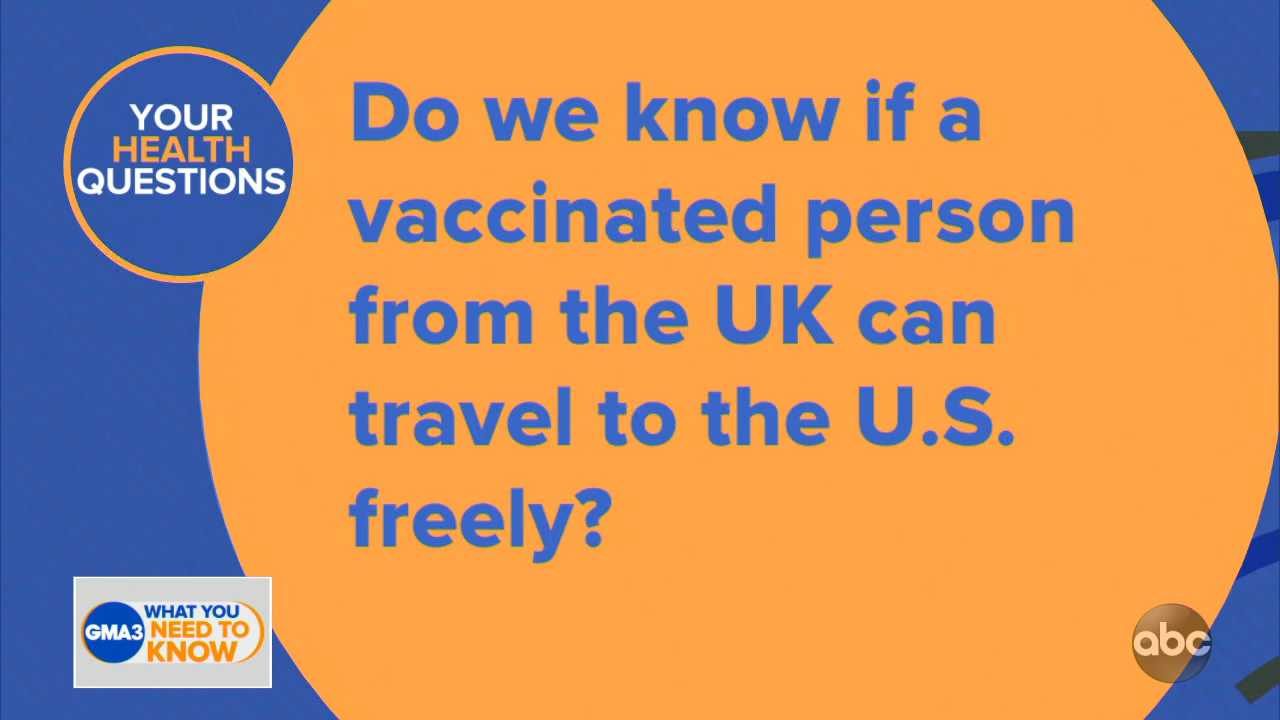 YOUR
HEALTH
QUESTIONS
Do we know if a
vaccinated person
from the UK can
travel to the U.S.
freely?
GMA3
WHAT YOU
NEED TO
KNOW
abc